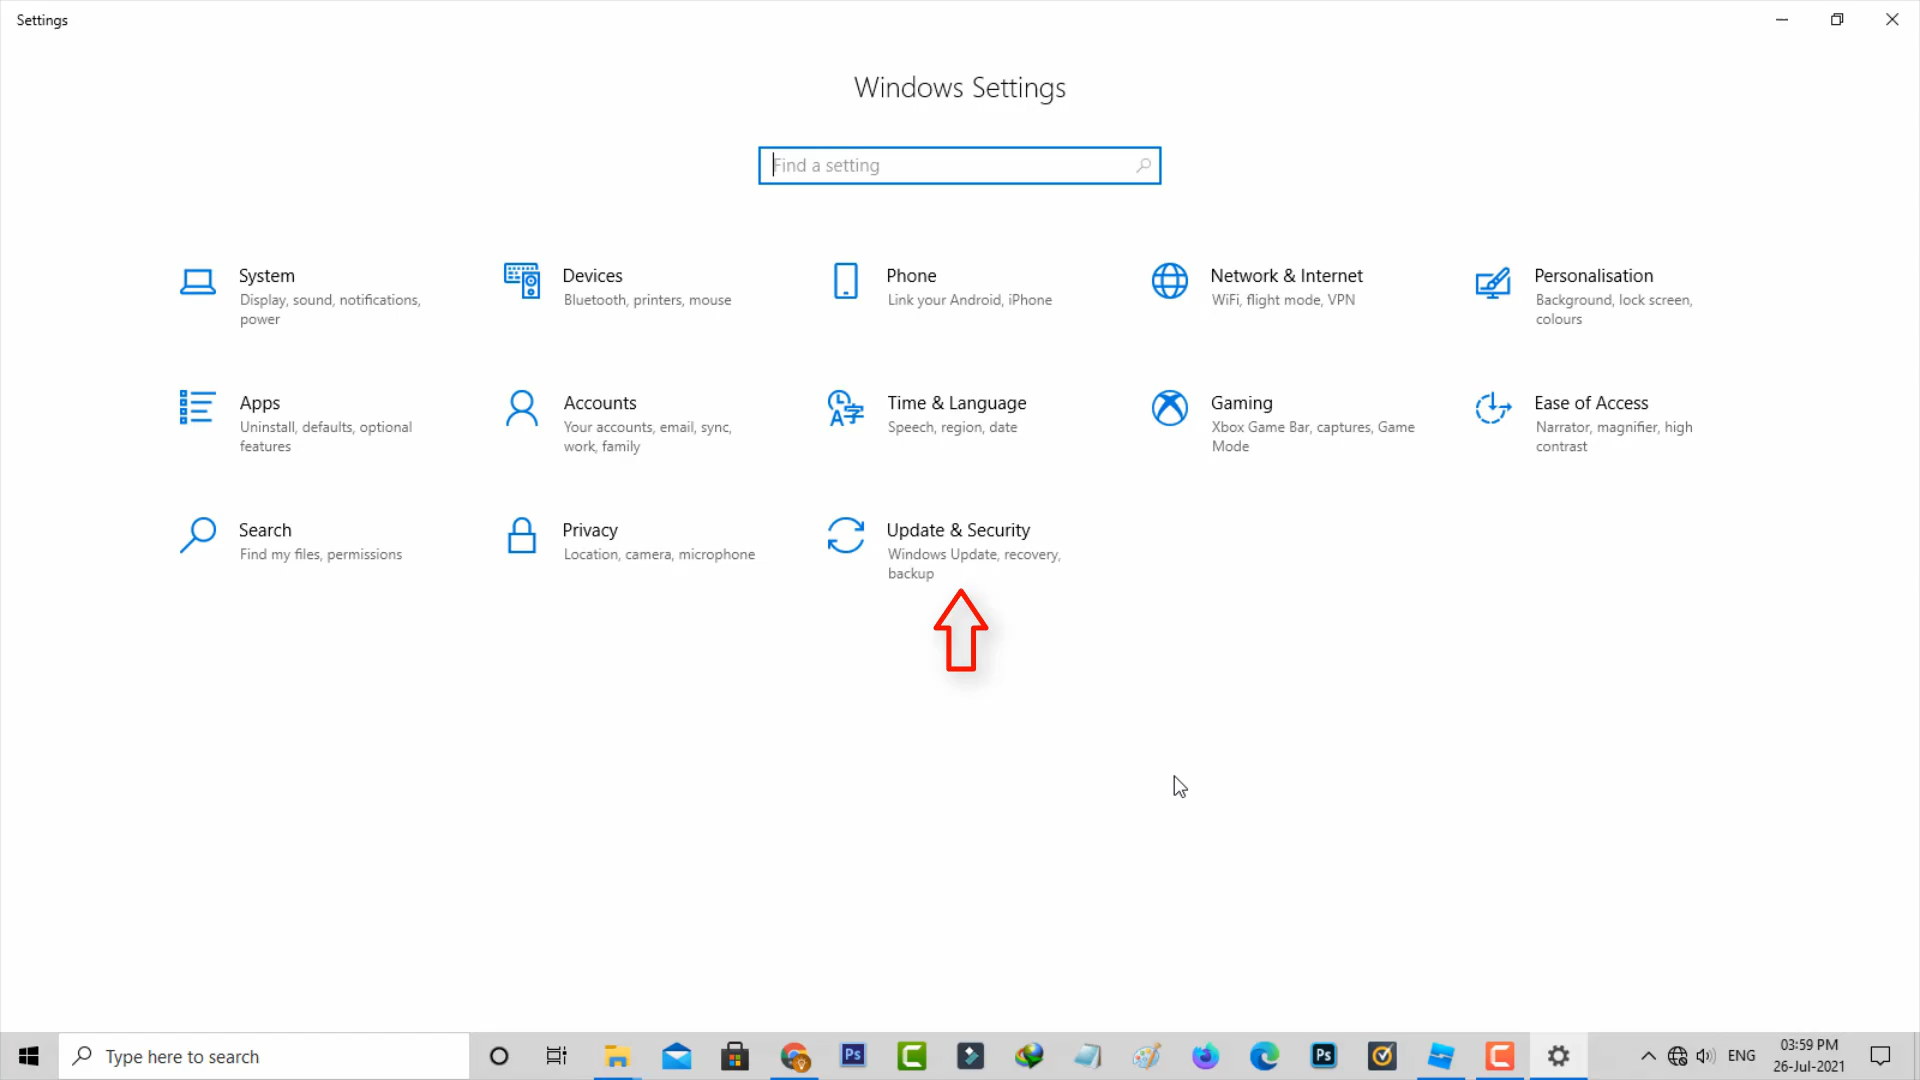 Settings
Windows Settings
Find a setting
System
Display, sound, notifications,
power
Devices
Bluetooth, printers, mouse
Phone
Link your Android, iPhone
Network & Internet
WiFi, flight mode, VPN
Personalisation
Background, lock screen,
colours
Apps
Uninstall, defaults, optional
features
Accounts
Your accounts, email, sync,
work, family
Time & Language
Speech, region, date
Gaming
Xbox Game Bar, captures, Game
Mode
Ease of Access
Narrator, magnifier, high
contrast
Search
Find my files, permissions
Privacy
Location, camera, microphone
Update & Security
Windows Update, recovery,
backup
Type here to search
Ps
Ps
ENG
03:59 PM
26-Jul-2021